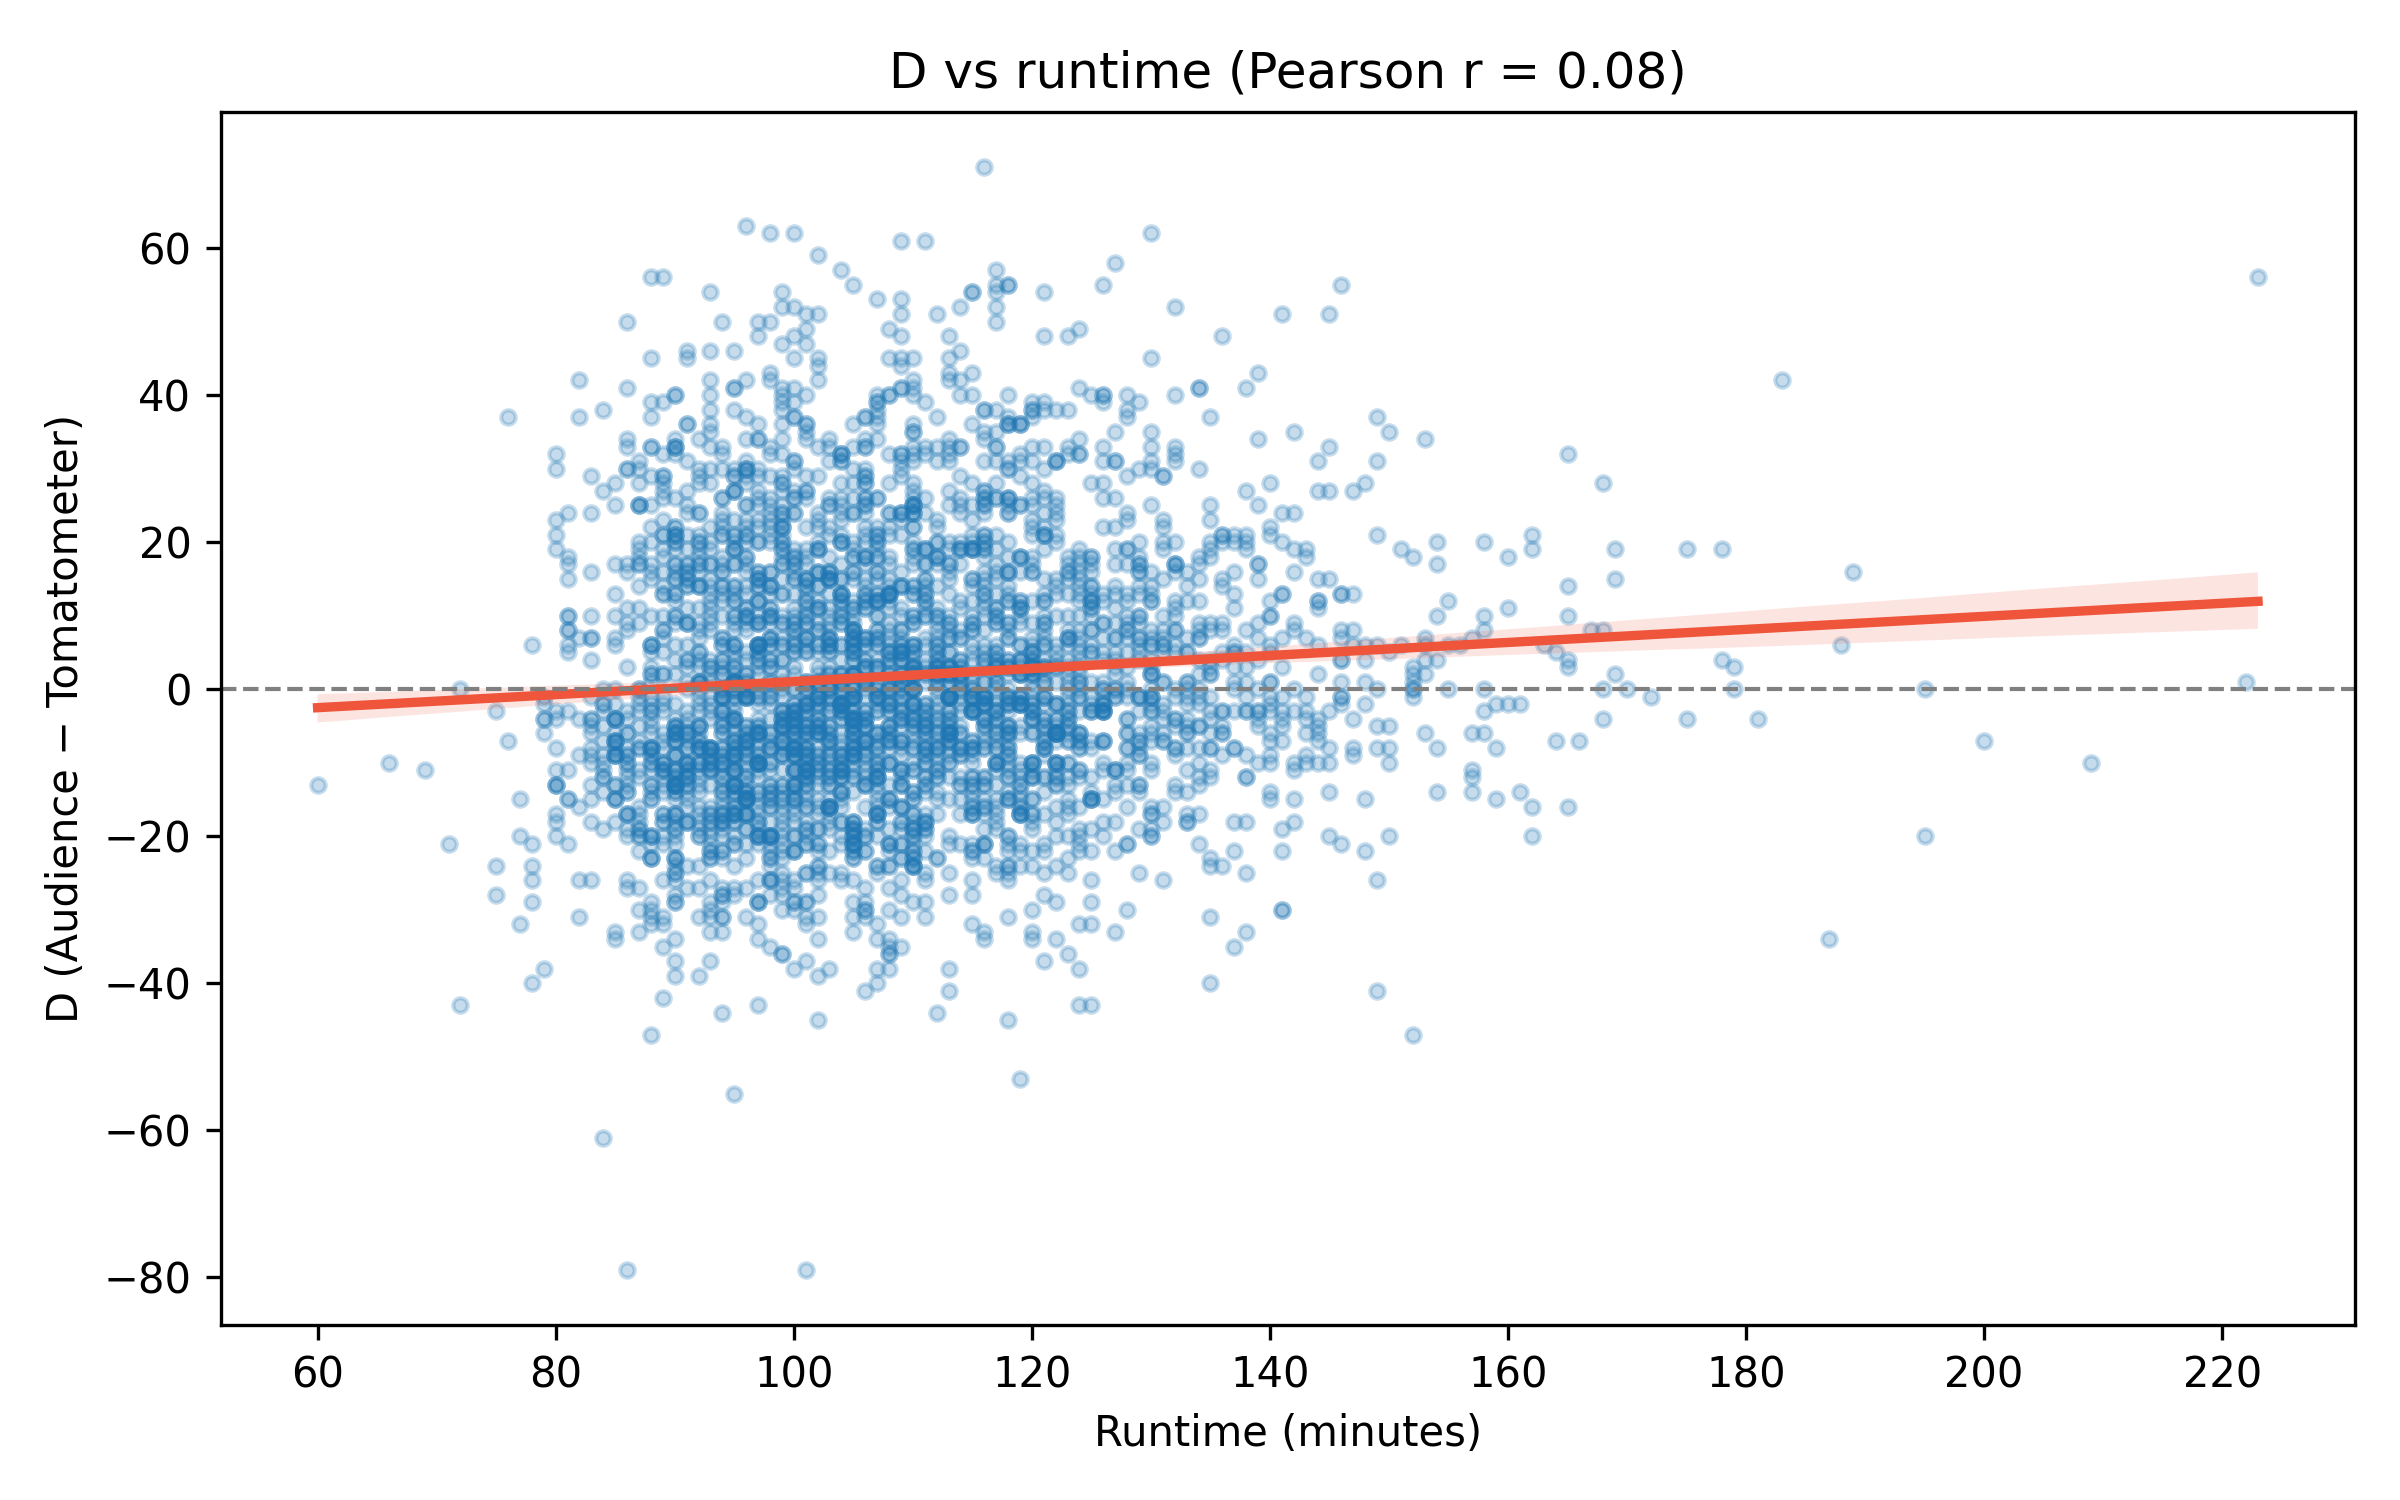 D vs runtime (Pearson r = 0.08)
D (Audience − Tomatometer)
60
40
20
0
−20
−40
−60
−80
60 80 100 120 140 160 180 200 220
Runtime (minutes)